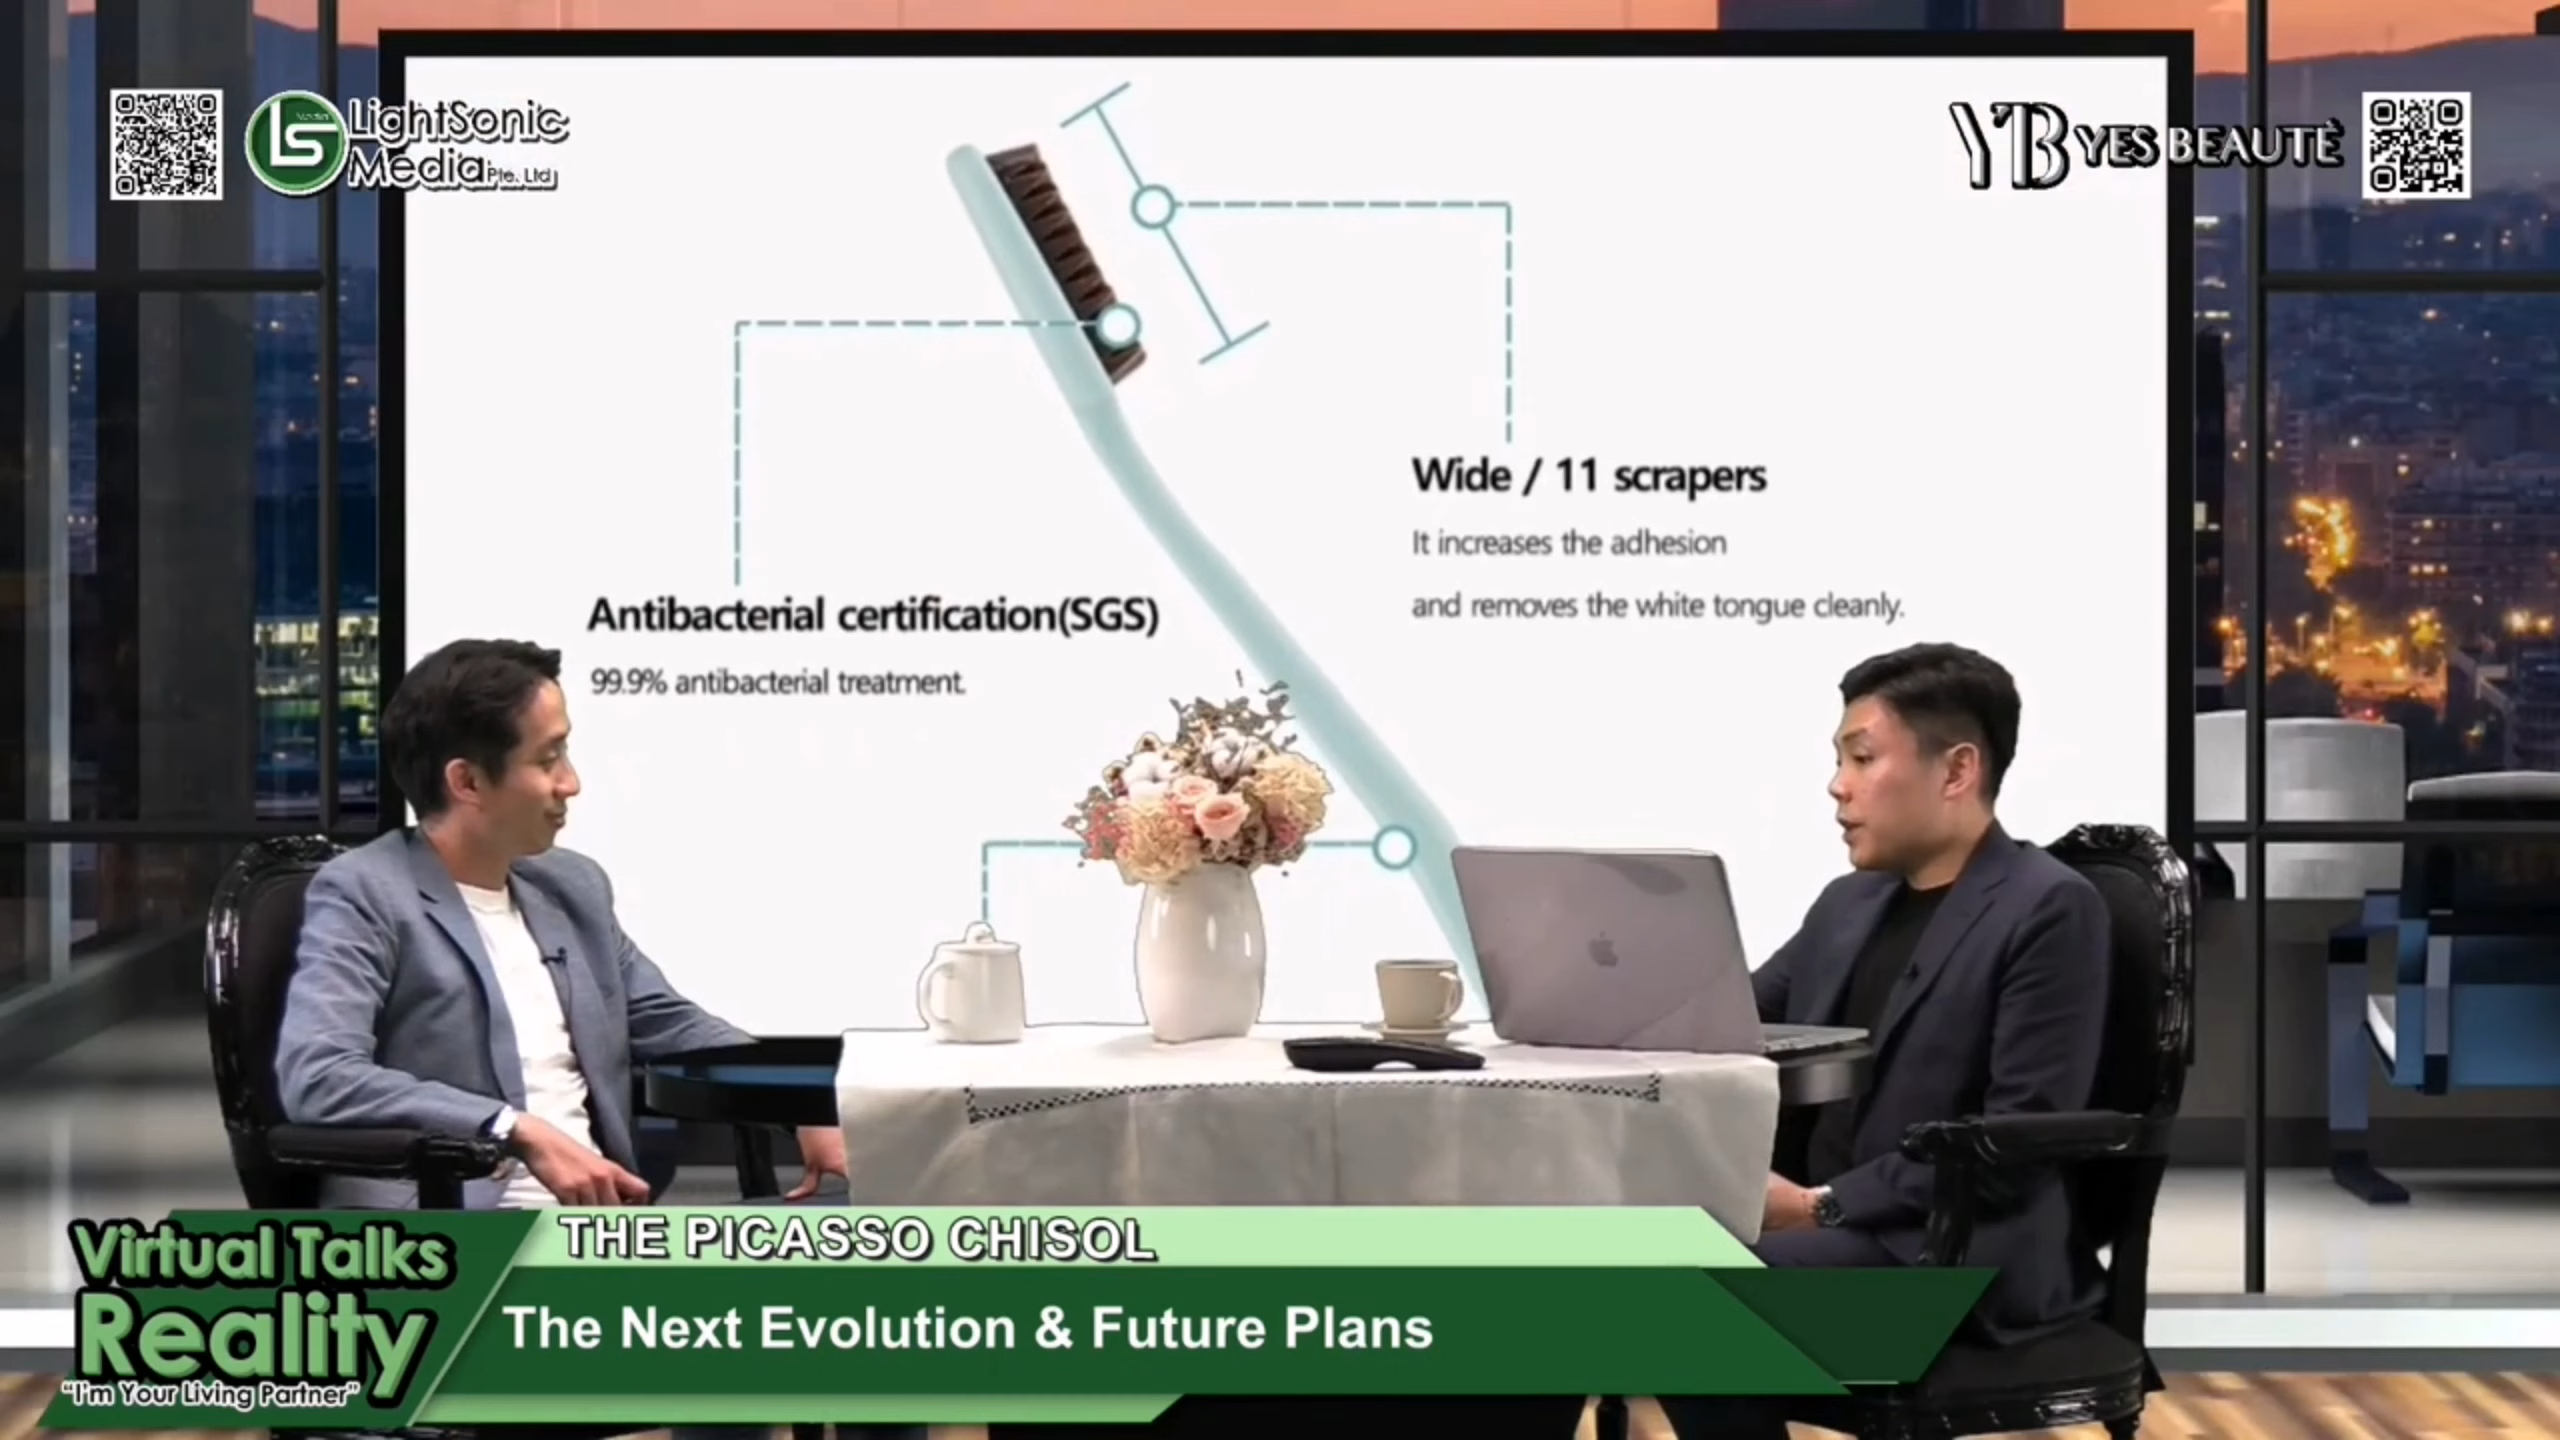 LS
LightSonic
Media Pte. Ltd
YB YES BEAUTÉ
Wide / 11 scrapers
It increases the adhesion
and removes the white tongue cleanly.
Antibacterial certification(SGS)
99.9% antibacterial treatment.
Virtual Talks
Reality
"I'm Your Living Partner"
THE PICASSO CHISOL
The Next Evolution & Future Plans